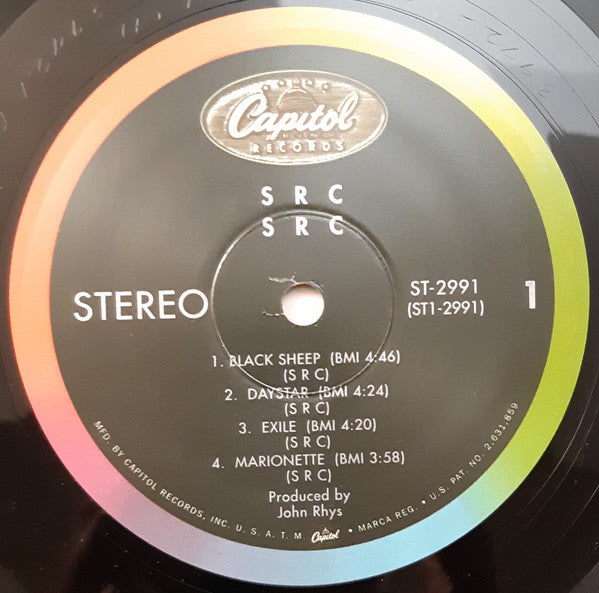 Capitol
RECORDS
S R C
S R C
STEREO
ST-2991
(ST1-2991)
1
1. BLACK SHEEP (BMI 4:46)
(S R C)
2. DAYSTAR (BMI 4:24)
(S R C)
3. EXILE (BMI 4:20)
(S R C)
4. MARIONETTE (BMI 3:58)
(S R C)
Produced by
John Rhys
MFD. BY CAPITOL RECORDS, INC. U. S. A. T. M. Capitol • MARCA REG. • U.S. PAT. NO. 2,631,859